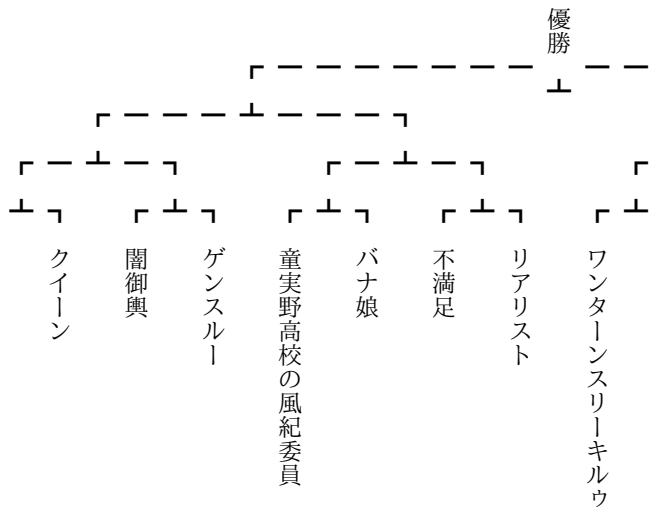 優勝
クイーン
闇御輿
ゲンスルー
童実野高校の風紀委員
バナ娘
不満足
リアリスト
ワンターンスリーキルゥ